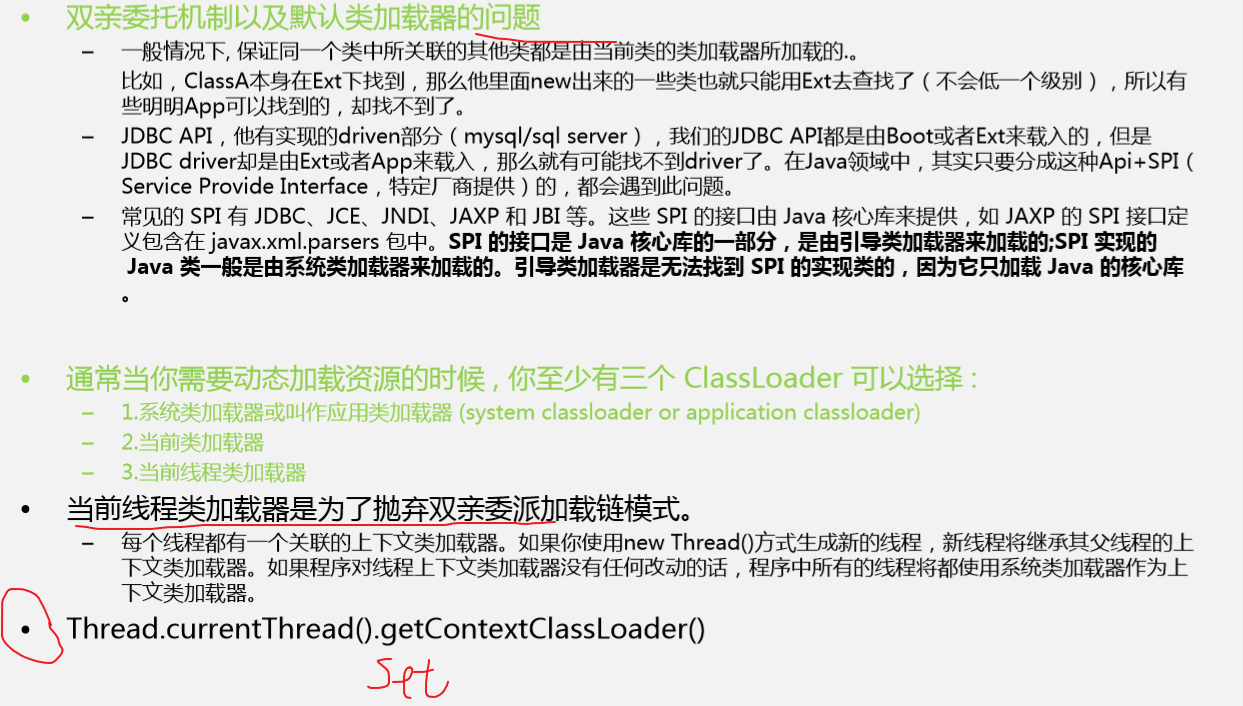 • 双亲委托机制以及默认类加载器的问题
– 一般情况下, 保证同一个类中所关联的其他类都是由当前类的类加载器所加载的.。
比如，ClassA本身在Ext下找到，那么他里面new出来的一些类也就只能用Ext去查找了（不会低一个级别），所以有
些明明App可以找到的，却找不到了。
– JDBC API，他有实现的driven部分（mysql/sql server），我们的JDBC API都是由Boot或者Ext来载入的，但是
JDBC driver却是由Ext或者App来载入，那么就有可能找不到driver了。在Java领域中，其实只要分成这种Api+SPI（
Service Provide Interface，特定厂商提供）的，都会遇到此问题。
– 常见的 SPI 有 JDBC、JCE、JNDI、JAXP 和 JBI 等。这些 SPI 的接口由 Java 核心库来提供，如 JAXP 的 SPI 接口定
义包含在 javax.xml.parsers 包中。SPI 的接口是 Java 核心库的一部分，是由引导类加载器来加载的;SPI 实现的
Java 类一般是由系统类加载器来加载的。引导类加载器是无法找到 SPI 的实现类的，因为它只加载 Java 的核心库
。
• 通常当你需要动态加载资源的时候 , 你至少有三个 ClassLoader 可以选择 :
– 1.系统类加载器或叫作应用类加载器 (system classloader or application classloader)
– 2.当前类加载器
– 3.当前线程类加载器
• 当前线程类加载器是为了抛弃双亲委派加载链模式。
– 每个线程都有一个关联的上下文类加载器。如果你使用new Thread()方式生成新的线程，新线程将继承其父线程的上
下文类加载器。如果程序对线程上下文类加载器没有任何改动的话，程序中所有的线程将都使用系统类加载器作为上
下文类加载器。
• Thread.currentThread().getContextClassLoader()
Set